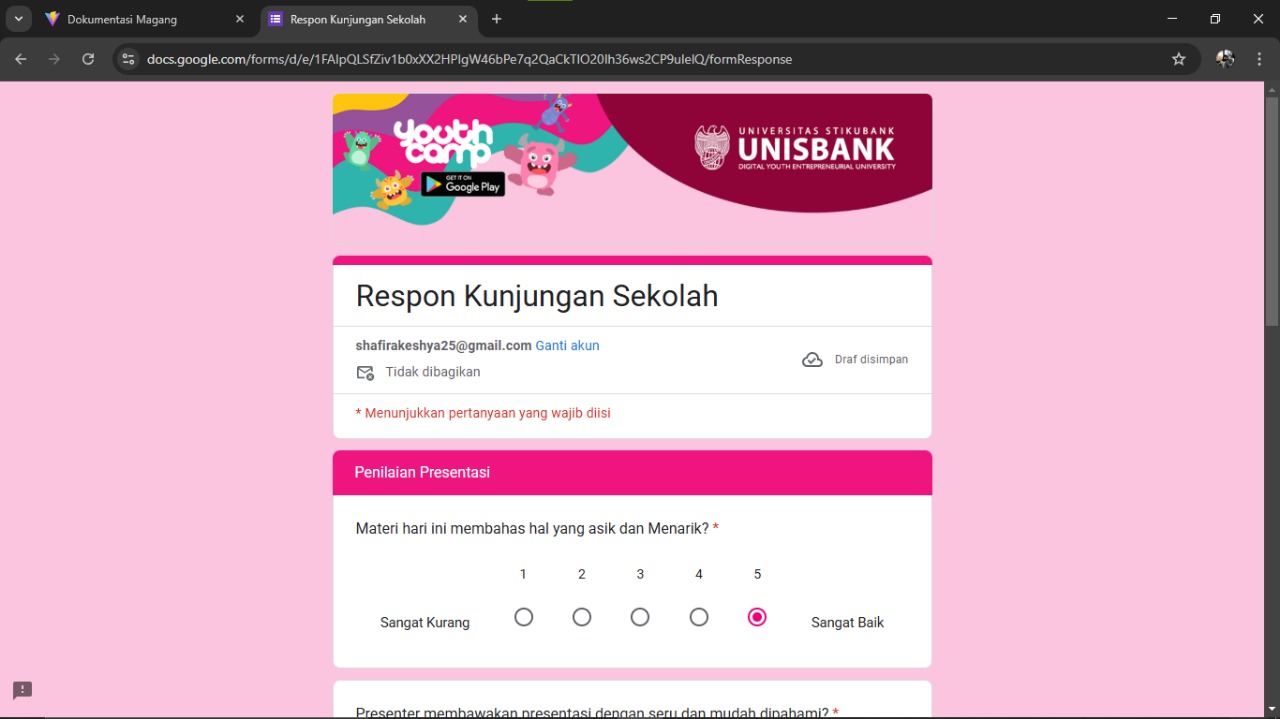 Dokumentasi Magang
Respon Kunjungan Sekolah
docs.google.com/forms/d/e/1FAIpQLSfZiv1b0xXX2HPIgW46bPe7q2QaCkTlO20Ih36ws2CP9uleIQ/formResponse
youth
camp
GET IT ON
Google Play
UNIVERSITAS STIKUBANK
UNISBANK
DIGITAL YOUTH ENTREPRENEURIAL UNIVERSITY
Respon Kunjungan Sekolah
shafirakeshya25@gmail.com Ganti akun
Draf disimpan
Tidak dibagikan
* Menunjukkan pertanyaan yang wajib diisi
Penilaian Presentasi
Materi hari ini membahas hal yang asik dan Menarik? *
1 2 3 4 5
Sangat Kurang Sangat Baik
Presenter membawakan presentasi dengan seru dan mudah dipahami? *